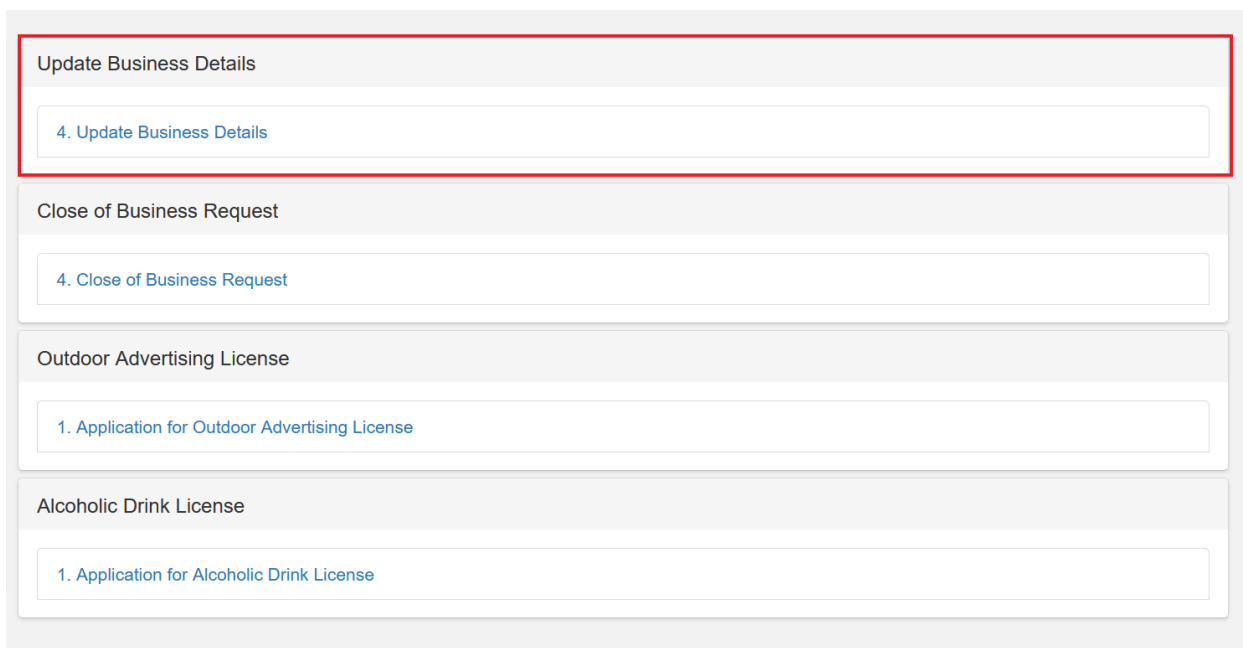 Update Business Details
4. Update Business Details
Close of Business Request
4. Close of Business Request
Outdoor Advertising License
1. Application for Outdoor Advertising License
Alcoholic Drink License
1. Application for Alcoholic Drink License